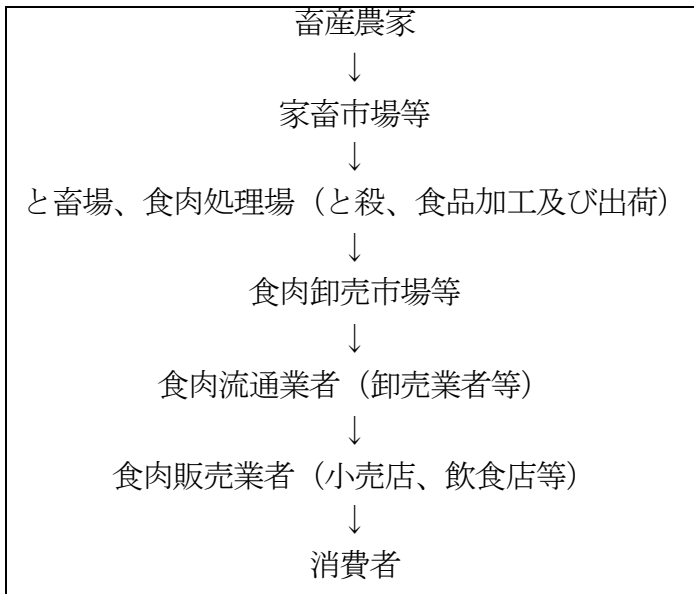 畜産農家
↓
家畜市場等
↓
と畜場、食肉処理場（と殺、食品加工及び出荷）
↓
食肉卸売市場等
↓
食肉流通業者（卸売業者等）
↓
食肉販売業者（小売店、飲食店等）
↓
消費者